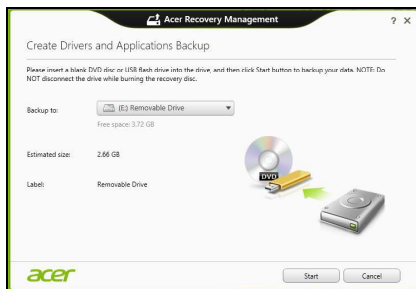 Acer Recovery Management
? ×
Create Drivers and Applications Backup
Please insert a blank DVD disc or USB flash drive into the drive, and then click Start button to backup your data. NOTE: Do
NOT disconnect the drive while burning the recovery disc.
Backup to: (E:) Removable Drive
Free space: 3.72 GB
Estimated size: 2.66 GB
Label: Removable Drive
DVD
acer Start Cancel